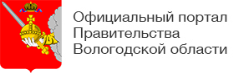 Официальный портал
Правительства
Вологодской области